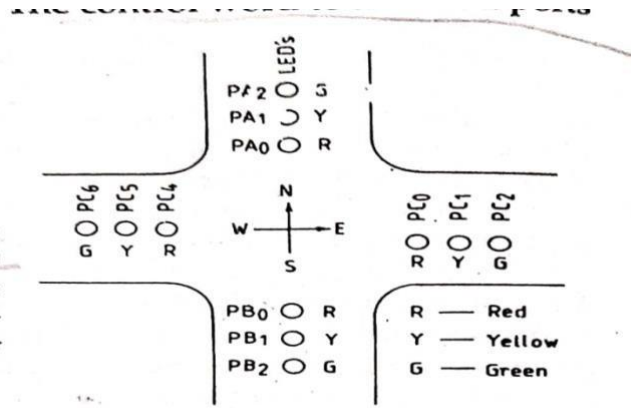 LED's
PA2 G
PA1 Y
PA0 R
PC6 PC5 PC4
G Y R
N
W E
S
PC0 PC1 PC2
R Y G
PB0 R
PB1 Y
PB2 G
R — Red
Y — Yellow
G — Green